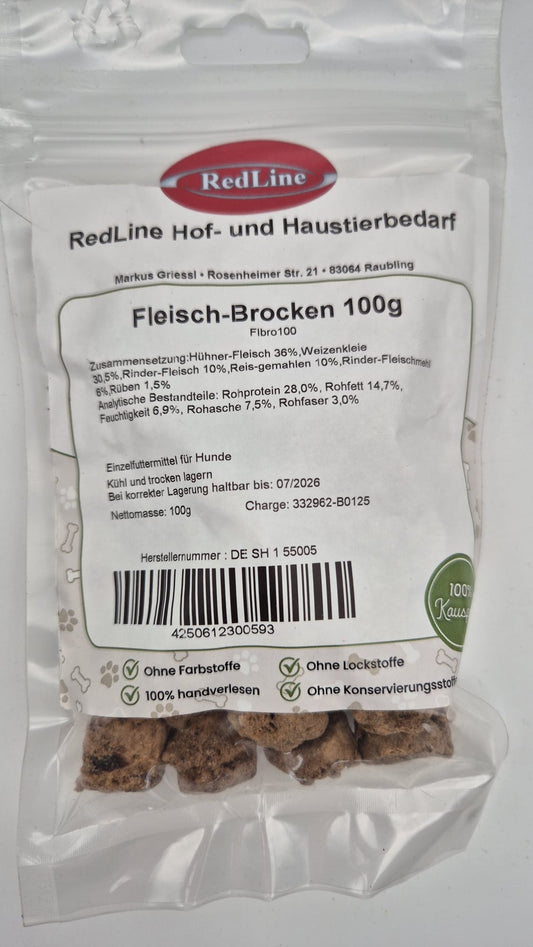 RedLine
RedLine Hof- und Haustierbedarf
Markus Griessl • Rosenheimer Str. 21 • 83064 Raubling
Fleisch-Brocken 100g
Flbro100
Zusammensetzung:Hühner-Fleisch 36%,Weizenkleie
30,5%,Rinder-Fleisch 10%,Reis-gemahlen 10%,Rinder-Fleischmehl
6%,Rüben 1,5%
Analytische Bestandteile: Rohprotein 28,0%, Rohfett 14,7%,
Feuchtigkeit 6,9%, Rohasche 7,5%, Rohfaser 3,0%
Einzelfuttermittel für Hunde
Kühl und trocken lagern
Bei korrekter Lagerung haltbar bis: 07/2026
Nettomasse: 100g Charge: 332962-B0125
Herstellernummer : DE SH 1 55005
4250612300593
100%
Ohne Farbstoffe Ohne Lockstoffe
100% handverlesen Ohne Konservierungsstoffe